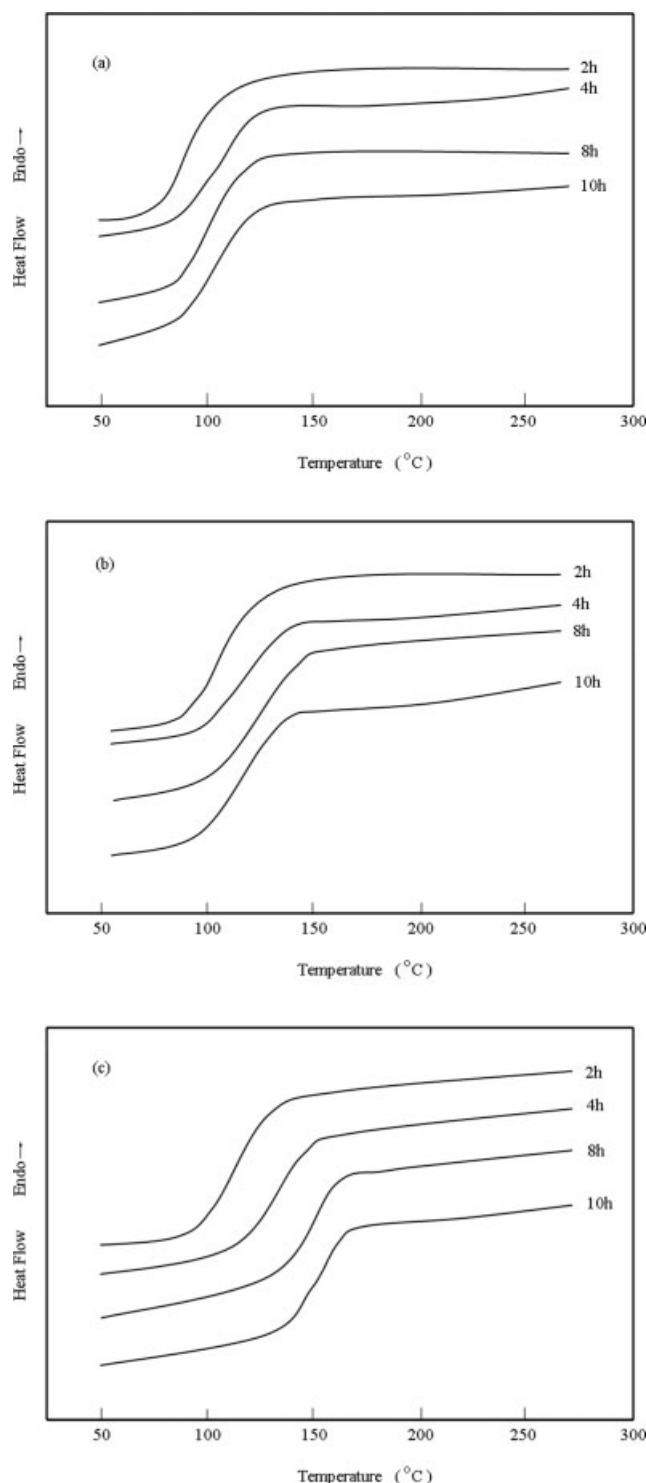 (a)
2h
4h
8h
10h
Heat Flow Endo→
50 100 150 200 250 300
Temperature (°C)
(b)
2h
4h
8h
10h
Heat Flow Endo→
50 100 150 200 250 300
Temperature (°C)
(c)
2h
4h
8h
10h
Heat Flow Endo→
50 100 150 200 250 300
Temperature (°C)